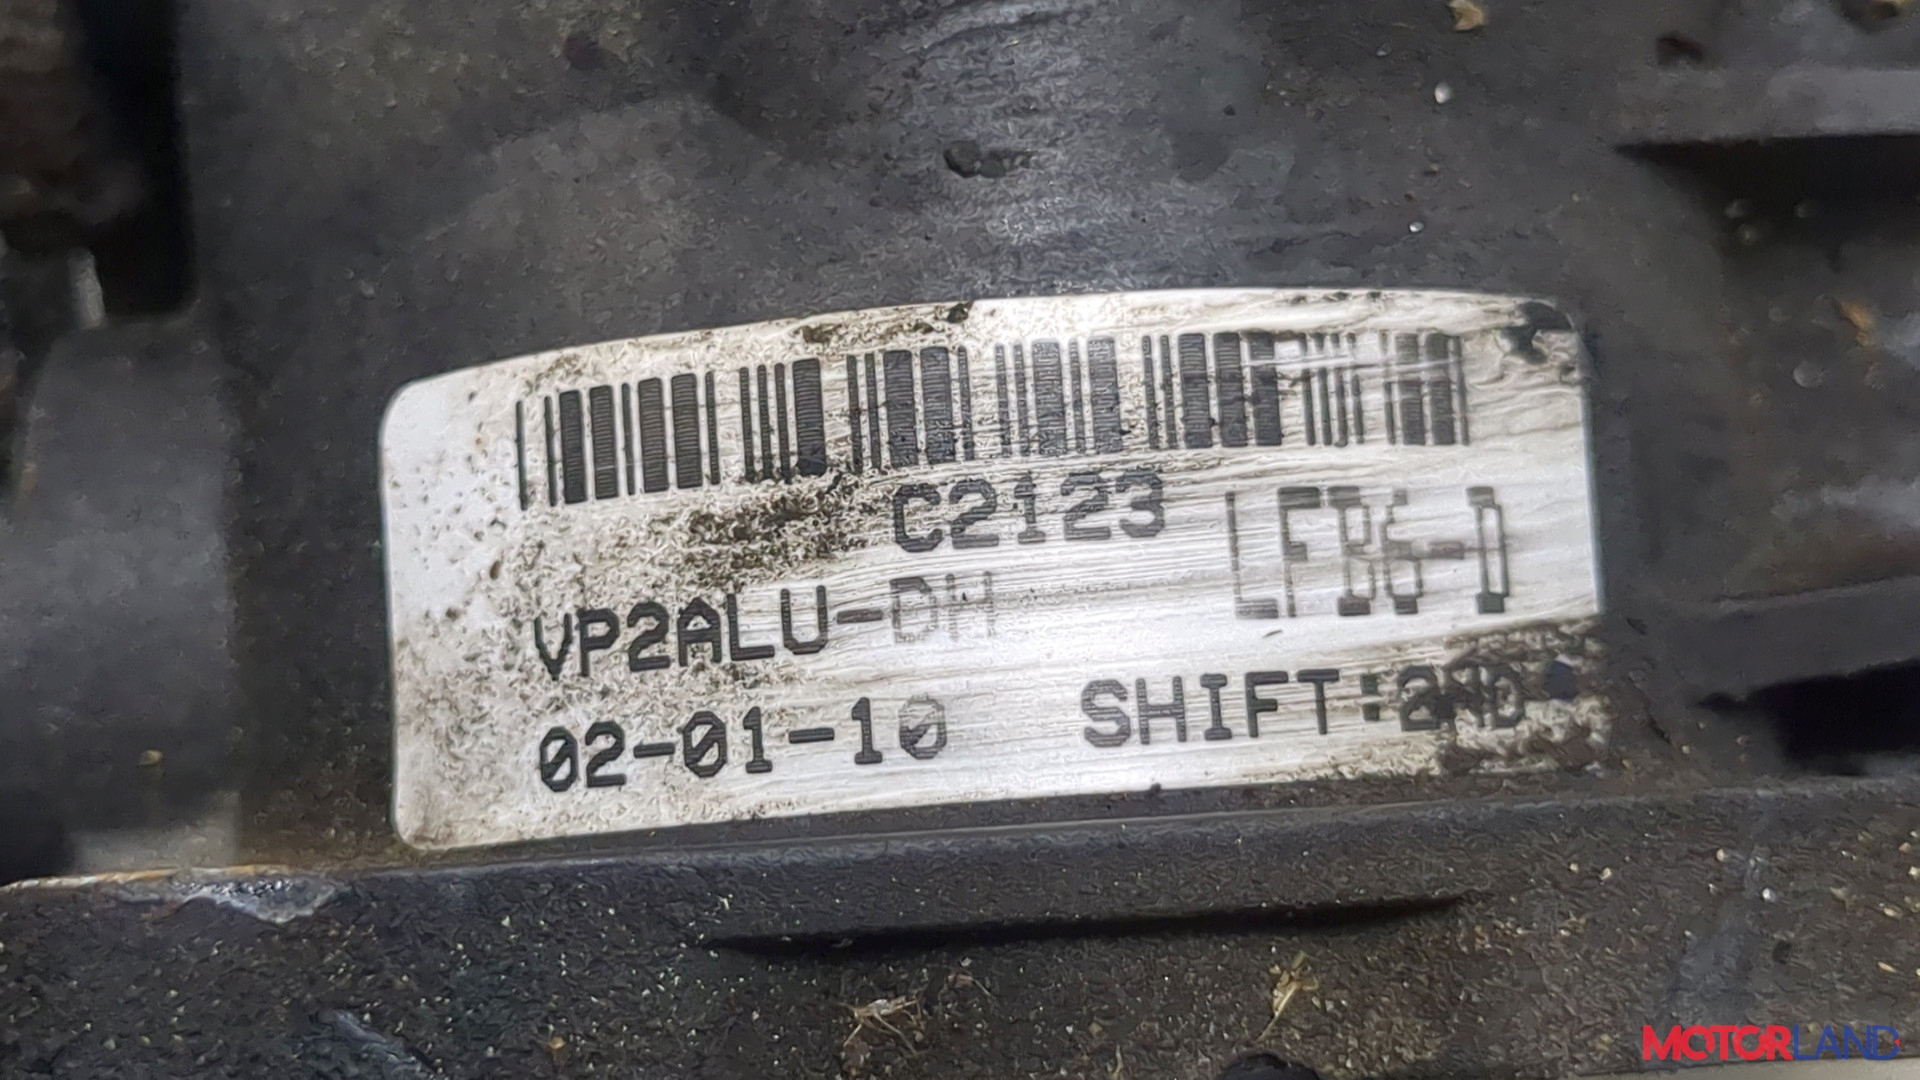 C2123
LFB6-D
VP2ALU-DH
02-01-10 SHIFT:2ND
MOTORLAND